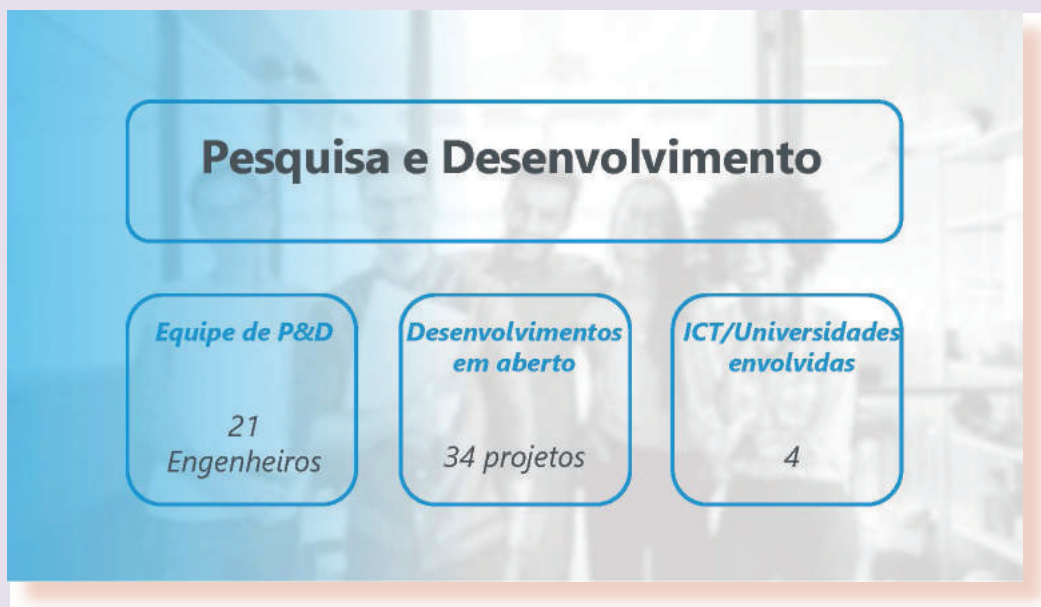 Pesquisa e Desenvolvimento
Equipe de P&D
21
Engenheiros
Desenvolvimentos
em aberto
34 projetos
ICT/Universidades
envolvidas
4